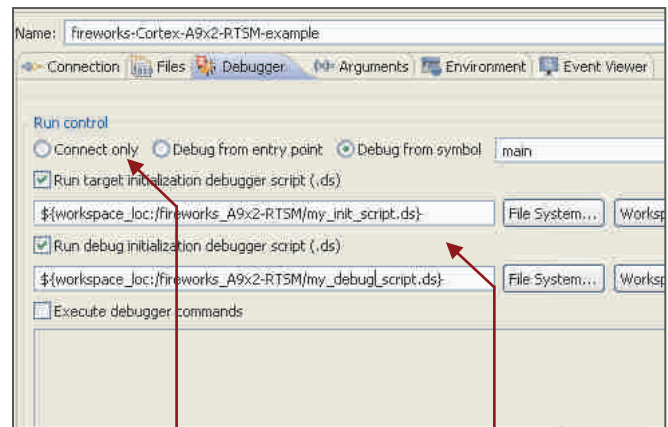 Name: fireworks-Cortex-A9x2-RTSM-example
Connection Files Debugger Arguments Environment Event Viewer
Run control
Connect only Debug from entry point Debug from symbol main
Run target initialization debugger script (.ds)
${workspace_loc:/fireworks_A9x2-RTSM/my_init_script.ds} File System... Worksp
Run debug initialization debugger script (.ds)
${workspace_loc:/fireworks_A9x2-RTSM/my_debug_script.ds} File System... Worksp
Execute debugger commands